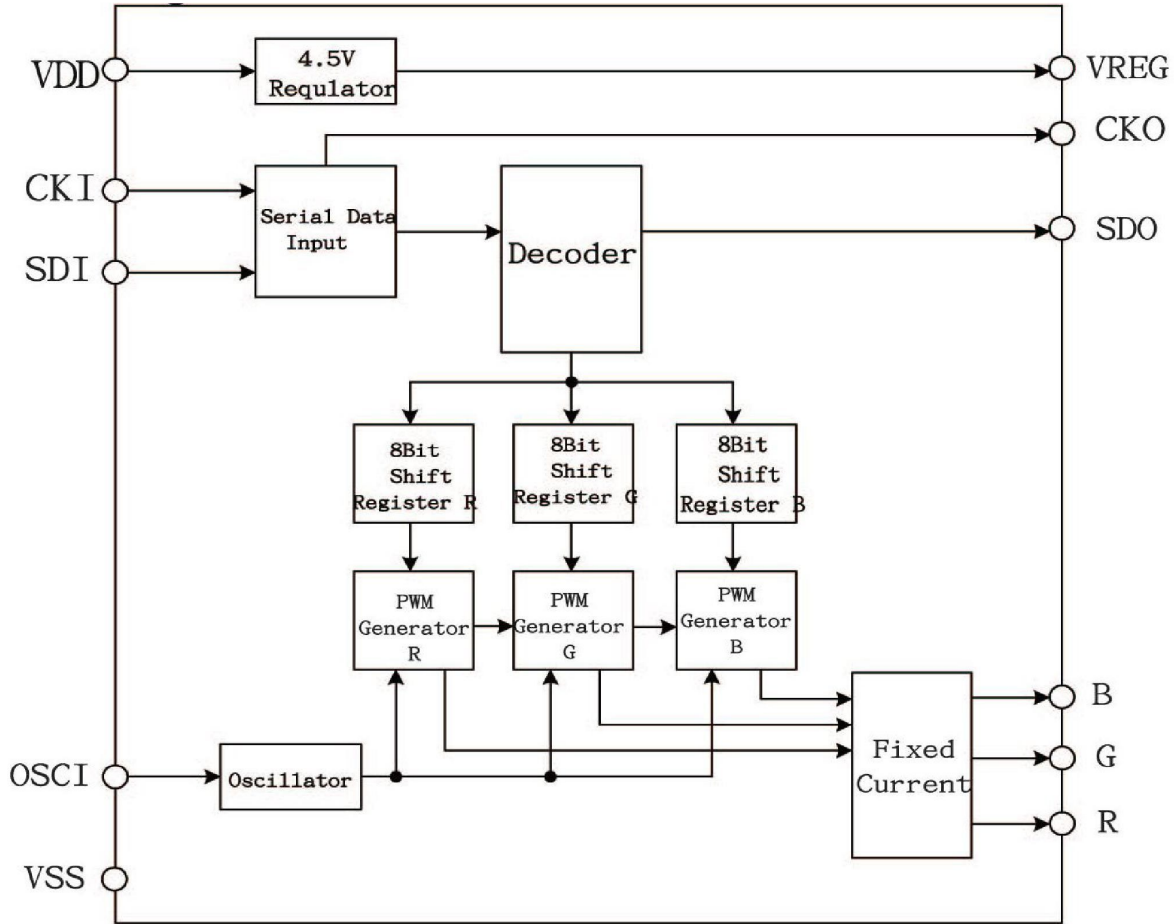 VDD
4.5V
Requlator
VREG
CKO
CKI
Serial Data
Input
Decoder
SDO
SDI
8Bit
Shift
Register R
8Bit
Shift
Register G
8Bit
Shift
Register B
PWM
Generator
R
PWM
Generator
G
PWM
Generator
B
B
Fixed
Current
G
OSCI
Oscillator
R
VSS